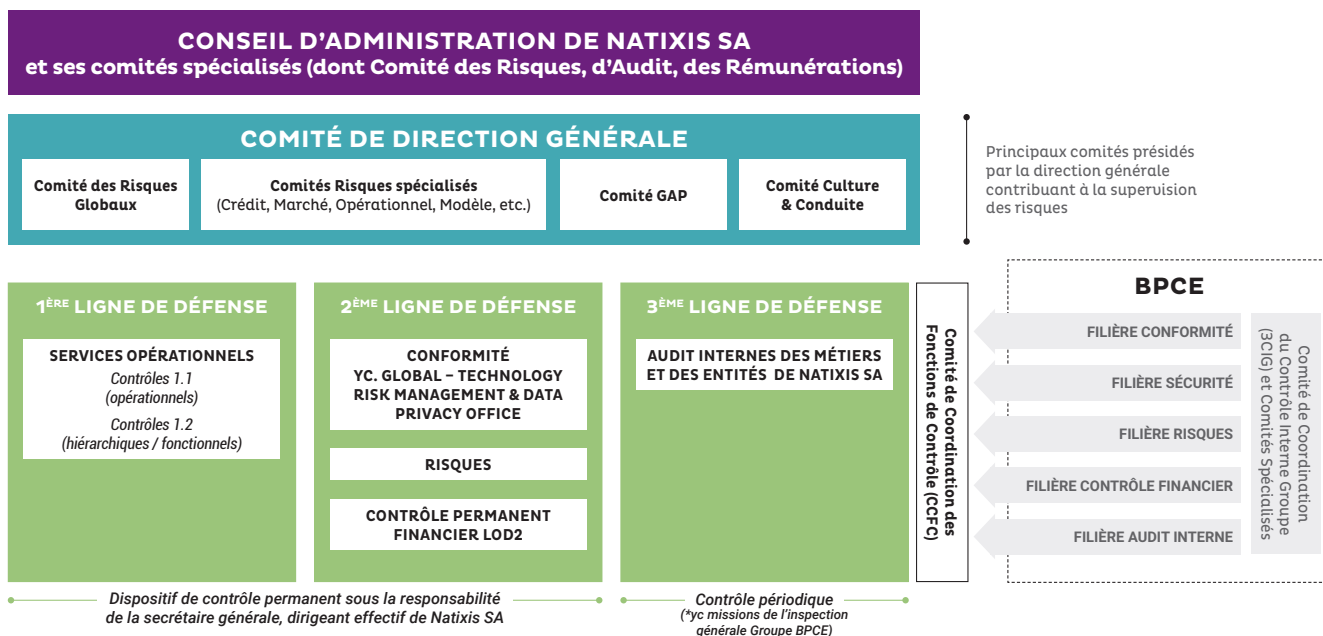 CONSEIL D’ADMINISTRATION DE NATIXIS SA
et ses comités spécialisés (dont Comité des Risques, d’Audit, des Rémunérations)
COMITÉ DE DIRECTION GÉNÉRALE
Comité des Risques
Globaux
Comités Risques spécialisés
(Crédit, Marché, Opérationnel, Modèle, etc.)
Comité GAP
Comité Culture
& Conduite
Principaux comités présidés
par la direction générale
contribuant à la supervision
des risques
1ÈRE LIGNE DE DÉFENSE
SERVICES OPÉRATIONNELS
Contrôles 1.1
(opérationnels)
Contrôles 1.2
(hiérarchiques / fonctionnels)
2ÈME LIGNE DE DÉFENSE
CONFORMITÉ
YC. GLOBAL – TECHNOLOGY
RISK MANAGEMENT & DATA
PRIVACY OFFICE
RISQUES
CONTRÔLE PERMANENT
FINANCIER LOD2
3ÈME LIGNE DE DÉFENSE
AUDIT INTERNES DES MÉTIERS
ET DES ENTITÉS DE NATIXIS SA
Comité de Coordination des
Fonctions de Contrôle (CCFC)
BPCE
FILIÈRE CONFORMITÉ
FILIÈRE SÉCURITÉ
FILIÈRE RISQUES
FILIÈRE CONTRÔLE FINANCIER
FILIÈRE AUDIT INTERNE
Comité de Coordination
du Contrôle Interne Groupe
(3CIG) et Comités Spécialisés
Dispositif de contrôle permanent sous la responsabilité
de la secrétaire générale, dirigeant effectif de Natixis SA
Contrôle périodique
(*yc missions de l’inspection
générale Groupe BPCE)